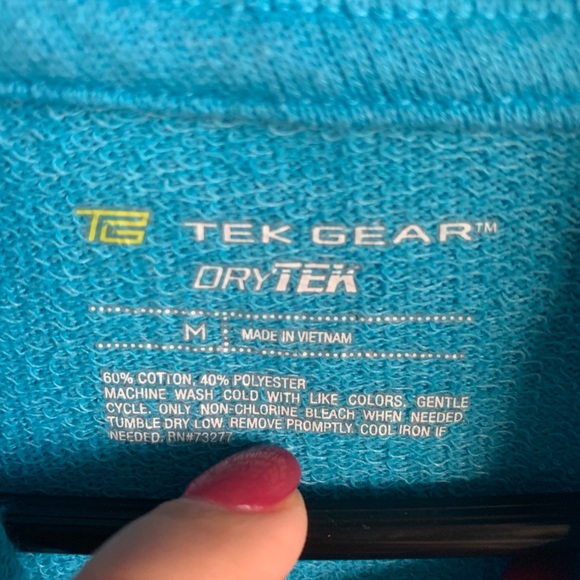 TG TEK GEAR™
DRYTEK
M MADE IN VIETNAM
60% COTTON, 40% POLYESTER
MACHINE WASH COLD WITH LIKE COLORS, GENTLE
CYCLE. ONLY NON-CHLORINE BLEACH WHEN NEEDED.
TUMBLE DRY LOW. REMOVE PROMPTLY. COOL IRON IF
NEEDED. RN#73277